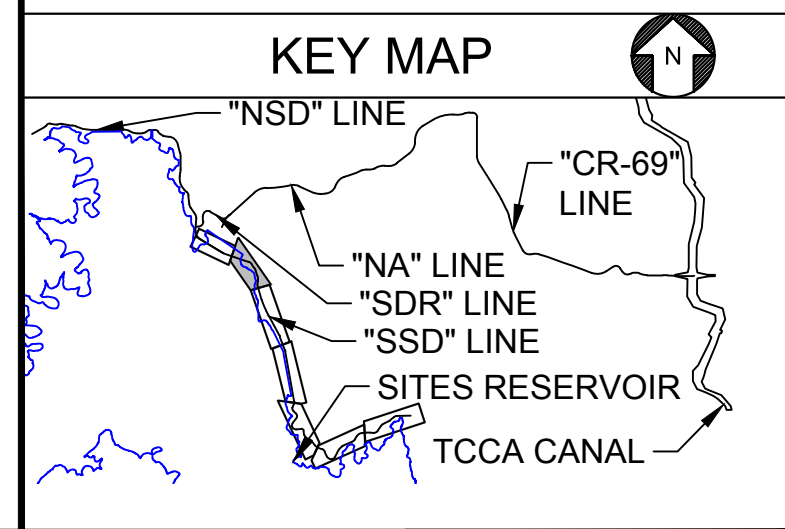 KEY MAP
N
"NSD" LINE
"CR-69"
LINE
"NA" LINE
"SDR" LINE
"SSD" LINE
SITES RESERVOIR
TCCA CANAL